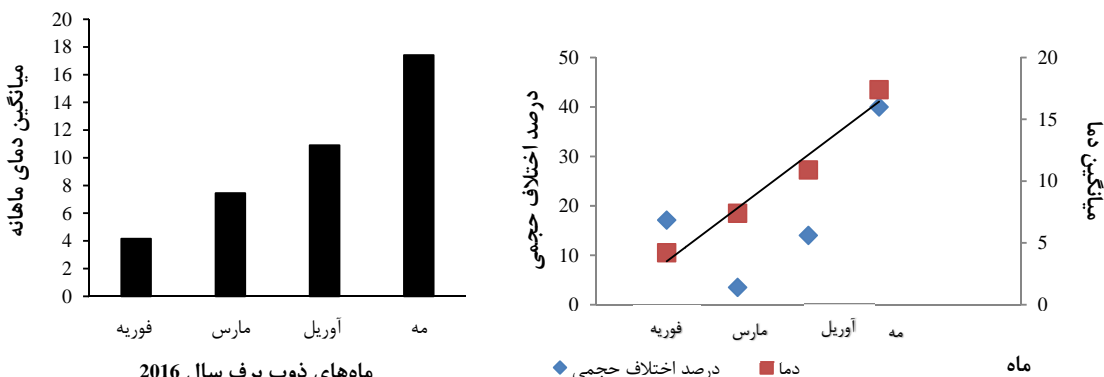 میانگین دمای ماهانه
20
18
16
14
12
10
8
6
4
2
0
فوریه
مارس
آوریل
مه
ماه‌های ذوب برف سال 2016
درصد اختلاف حجمی
50
40
30
20
10
0
20
15
10
5
0
میانگین دما
فوریه
مارس
آوریل
مه
ماه
درصد اختلاف حجمی
دما